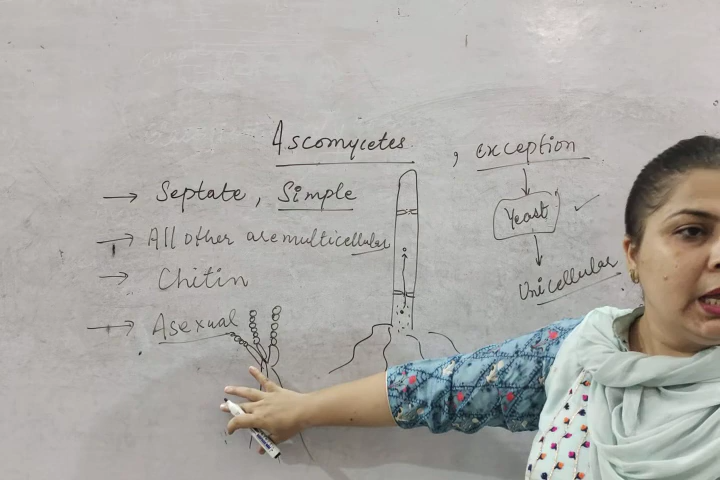 Ascomycetes , exception
→ Septate , Simple
Yeast ✓
→ All other are multicellular
Unicellular
→ Chitin
→ Asexual